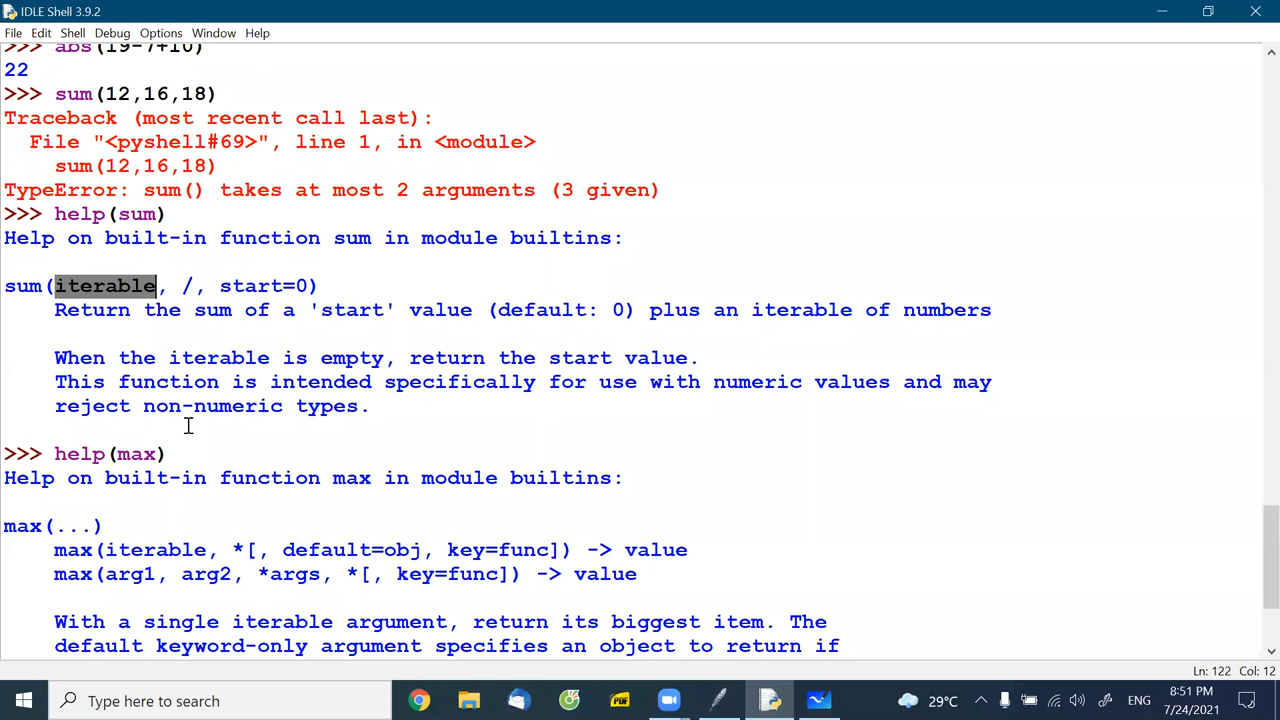 IDLE Shell 3.9.2
File Edit Shell Debug Options Window Help
>>> abs(19-7+10)
22
>>> sum(12,16,18)
Traceback (most recent call last):
  File "<pyshell#69>", line 1, in <module>
    sum(12,16,18)
TypeError: sum() takes at most 2 arguments (3 given)
>>> help(sum)
Help on built-in function sum in module builtins:
sum(iterable, /, start=0)
    Return the sum of a 'start' value (default: 0) plus an iterable of numbers
    When the iterable is empty, return the start value.
    This function is intended specifically for use with numeric values and may
    reject non-numeric types.
>>> help(max)
Help on built-in function max in module builtins:
max(...)
    max(iterable, *[, default=obj, key=func]) -> value
    max(arg1, arg2, *args, *[, key=func]) -> value
    With a single iterable argument, return its biggest item. The
    default keyword-only argument specifies an object to return if
Ln: 122 Col: 12
Type here to search
PDF
29°C
ENG
8:51 PM
7/24/2021